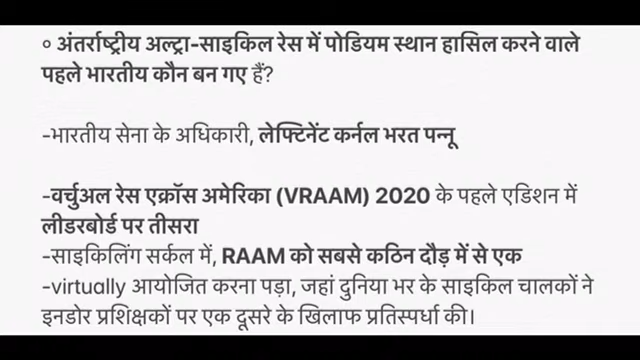 ० अंतर्राष्ट्रीय अल्ट्रा-साइकिल रेस में पोडियम स्थान हासिल करने वाले
पहले भारतीय कौन बन गए हैं?
-भारतीय सेना के अधिकारी, लेफ्टिनेंट कर्नल भरत पन्नू
-वर्चुअल रेस एक्रॉस अमेरिका (VRAAM) 2020 के पहले एडिशन में
लीडरबोर्ड पर तीसरा
-साइकिलिंग सर्कल में, RAAM को सबसे कठिन दौड़ में से एक
-virtually आयोजित करना पड़ा, जहां दुनिया भर के साइकिल चालकों ने
इनडोर प्रशिक्षकों पर एक दूसरे के खिलाफ प्रतिस्पर्धा की।